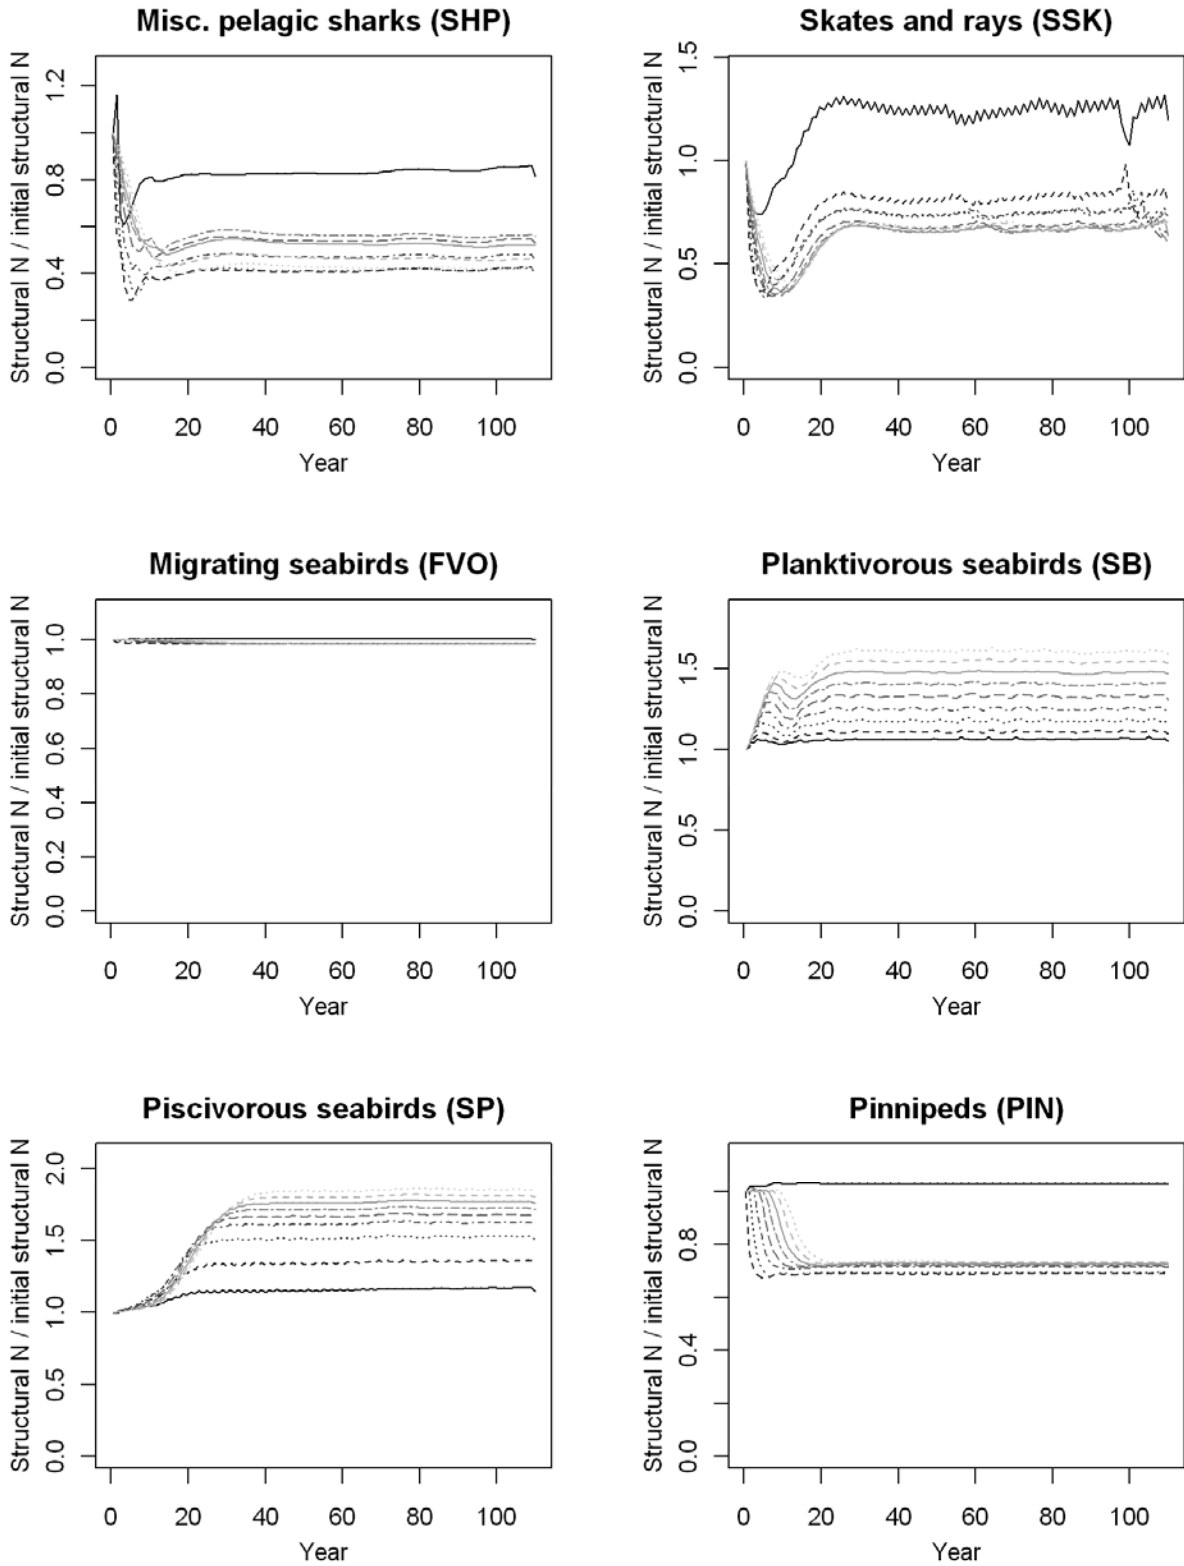 Misc. pelagic sharks (SHP)
Structural N / initial structural N
0.0 0.4 0.8 1.2
0 20 40 60 80 100
Year
Skates and rays (SSK)
Structural N / initial structural N
0.0 0.5 1.0 1.5
0 20 40 60 80 100
Year
Migrating seabirds (FVO)
Structural N / initial structural N
0.0 0.2 0.4 0.6 0.8 1.0
0 20 40 60 80 100
Year
Planktivorous seabirds (SB)
Structural N / initial structural N
0.0 0.5 1.0 1.5
0 20 40 60 80 100
Year
Piscivorous seabirds (SP)
Structural N / initial structural N
0.0 0.5 1.0 1.5 2.0
0 20 40 60 80 100
Year
Pinnipeds (PIN)
Structural N / initial structural N
0.0 0.4 0.8
0 20 40 60 80 100
Year